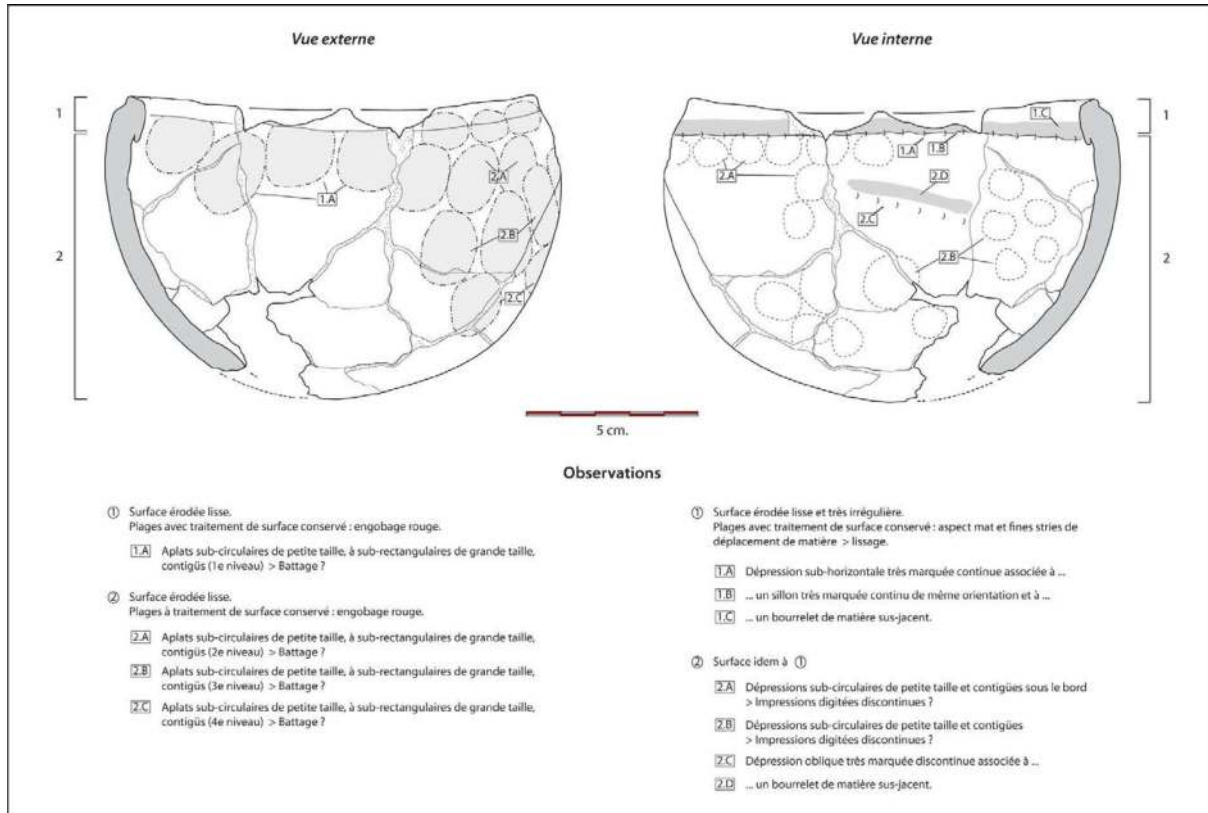 Vue externe
Vue interne
1
2
1.A
2.A
2.B
2.C
1
2
1.C
1.A
1.B
2.A
2.D
2.C
2.B
5 cm.
Observations
① Surface érodée lisse.
Plages avec traitement de surface conservé : engobage rouge.
1.A Aplats sub-circulaires de petite taille, à sub-rectangulaires de grande taille,
contigüs (1e niveau) > Battage ?
② Surface érodée lisse.
Plages à traitement de surface conservé : engobage rouge.
2.A Aplats sub-circulaires de petite taille, à sub-rectangulaires de grande taille,
contigüs (2e niveau) > Battage ?
2.B Aplats sub-circulaires de petite taille, à sub-rectangulaires de grande taille,
contigüs (3e niveau) > Battage ?
2.C Aplats sub-circulaires de petite taille, à sub-rectangulaires de grande taille,
contigüs (4e niveau) > Battage ?
① Surface érodée lisse et très irrégulière.
Plages avec traitement de surface conservé : aspect mat et fines stries de
déplacement de matière > lissage.
1.A Dépression sub-horizontale très marquée continue associée à ...
1.B ... un sillon très marquée continu de même orientation et à ...
1.C ... un bourrelet de matière sus-jacent.
② Surface idem à ①
2.A Dépressions sub-circulaires de petite taille et contigües sous le bord
> Impressions digitées discontinues ?
2.B Dépressions sub-circulaires de petite taille et contigües
> Impressions digitées discontinues ?
2.C Dépression oblique très marquée discontinue associée à ...
2.D ... un bourrelet de matière sus-jacent.